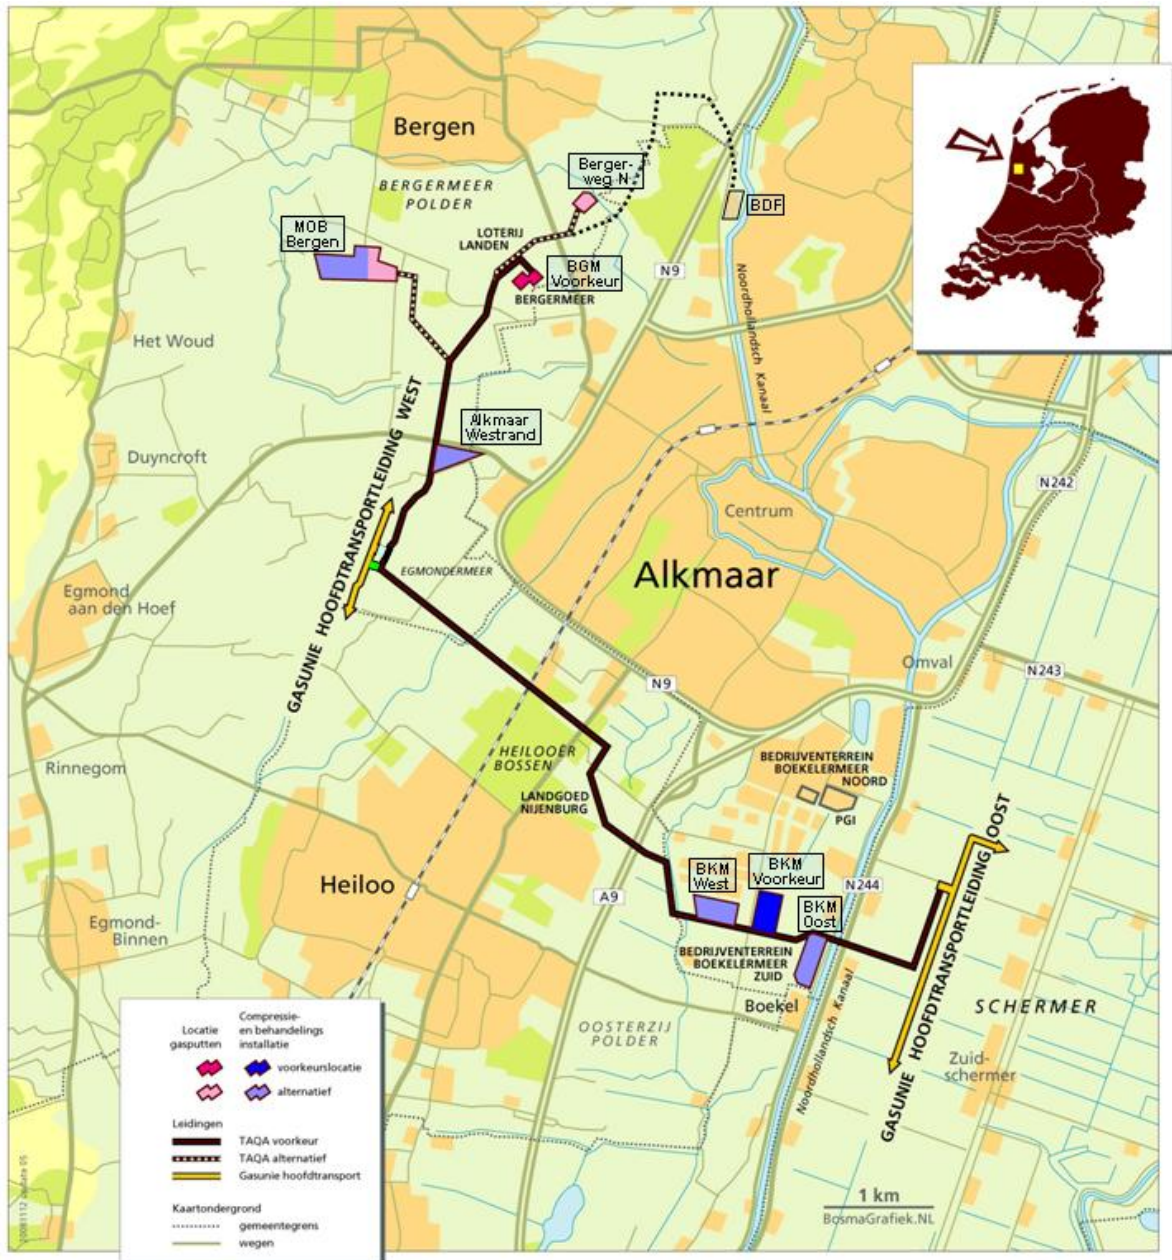 Bergen
BERGERMEER
POLDER
Berger-
weg N
BDF
MOB
Bergen
LOTERIJ
LANDEN
BGM
Voorkeur
BERGERMEER
N9
Noordhollandsch Kanaal
Het Woud
GASUNIE HOOFDTRANSPORTLEIDING WEST
Alkmaar
Westrand
Duyncroft
N242
Centrum
Alkmaar
EGMONDERMEER
Egmond
aan den Hoef
Omval
N243
N9
HEILOOËR
BOSSEN
Rinnegom
LANDGOED
NIJENBURG
BEDRIJVENTERREIN
BOEKELERMEER
NOORD
PGI
Heiloo
A9
BKM
West
BKM
Voorkeur
BKM
Oost
N244
GASUNIE HOOFDTRANSPORTLEIDING OOST
Egmond-
Binnen
BEDRIJVENTERREIN
BOEKELERMEER
ZUID
Boekel
Noordhollandsch Kanaal
SCHERMER
OOSTERZIJ
POLDER
Zuid-
schermer
Locatie
gasputten
Compressie-
en behandelings
installatie
voorkeurslocatie
alternatief
Leidingen
TAQA voorkeur
TAQA alternatief
Gasunie hoofdtransport
Kaartondergrond
gemeentegrens
wegen
1 km
BosmaGrafiek.NL